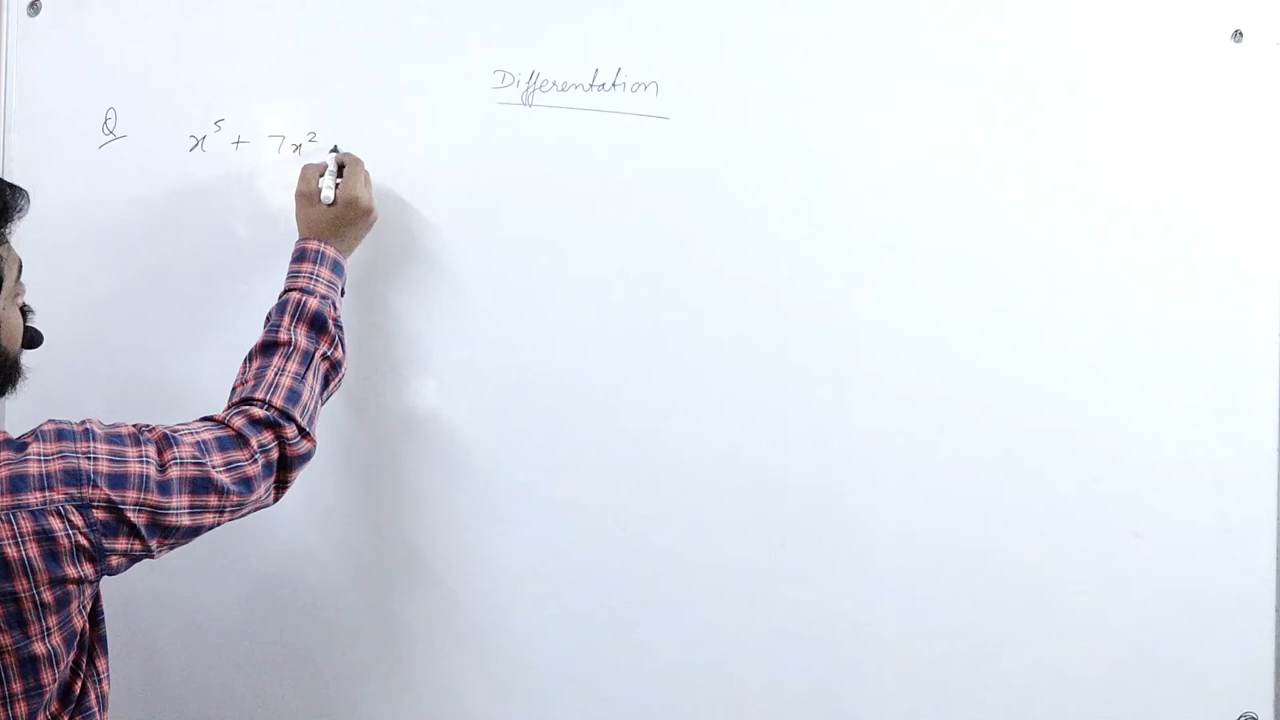 Differentation
Q x⁵ + 7x²